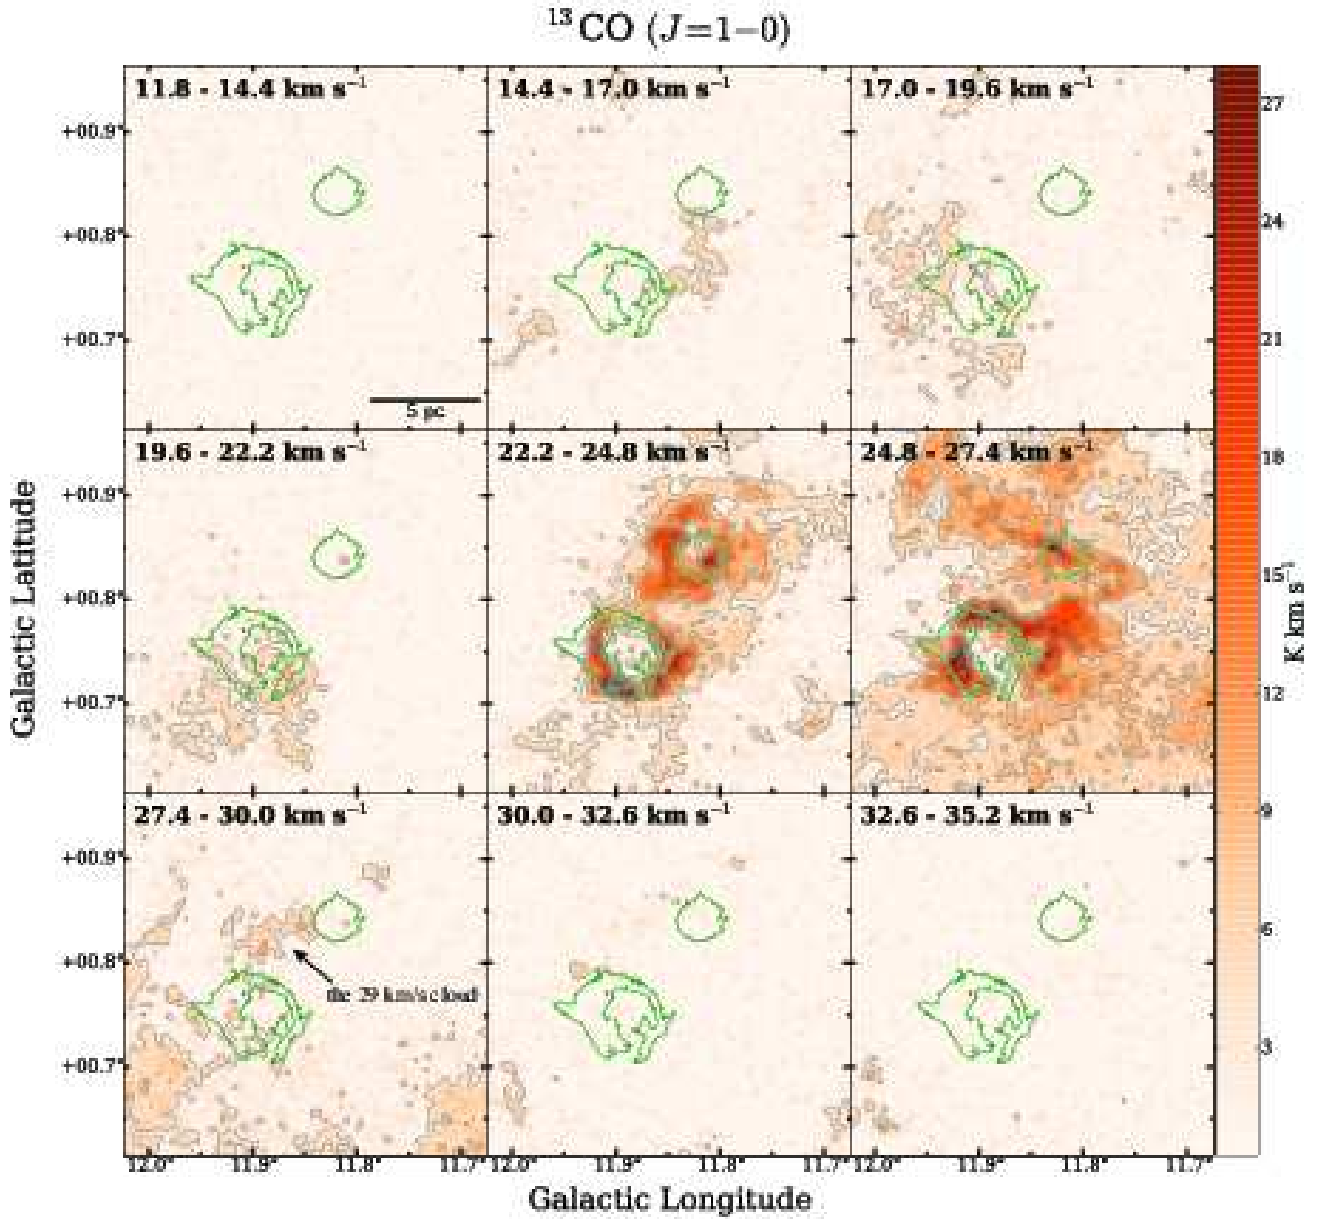 ¹³CO (J=1−0)
11.8 - 14.4 km s⁻¹
14.4 - 17.0 km s⁻¹
17.0 - 19.6 km s⁻¹
27
+00.9°
24
+00.8°
21
+00.7°
5 pc
19.6 - 22.2 km s⁻¹
22.2 - 24.8 km s⁻¹
24.8 - 27.4 km s⁻¹
18
+00.9°
15
+00.8°
12
+00.7°
Galactic Latitude
K km s⁻¹
27.4 - 30.0 km s⁻¹
30.0 - 32.6 km s⁻¹
32.6 - 35.2 km s⁻¹
9
+00.9°
6
+00.8°
the 29 km/s cloud
3
+00.7°
12.0° 11.9° 11.8° 11.7° 12.0° 11.9° 11.8° 11.7° 12.0° 11.9° 11.8° 11.7°
Galactic Longitude